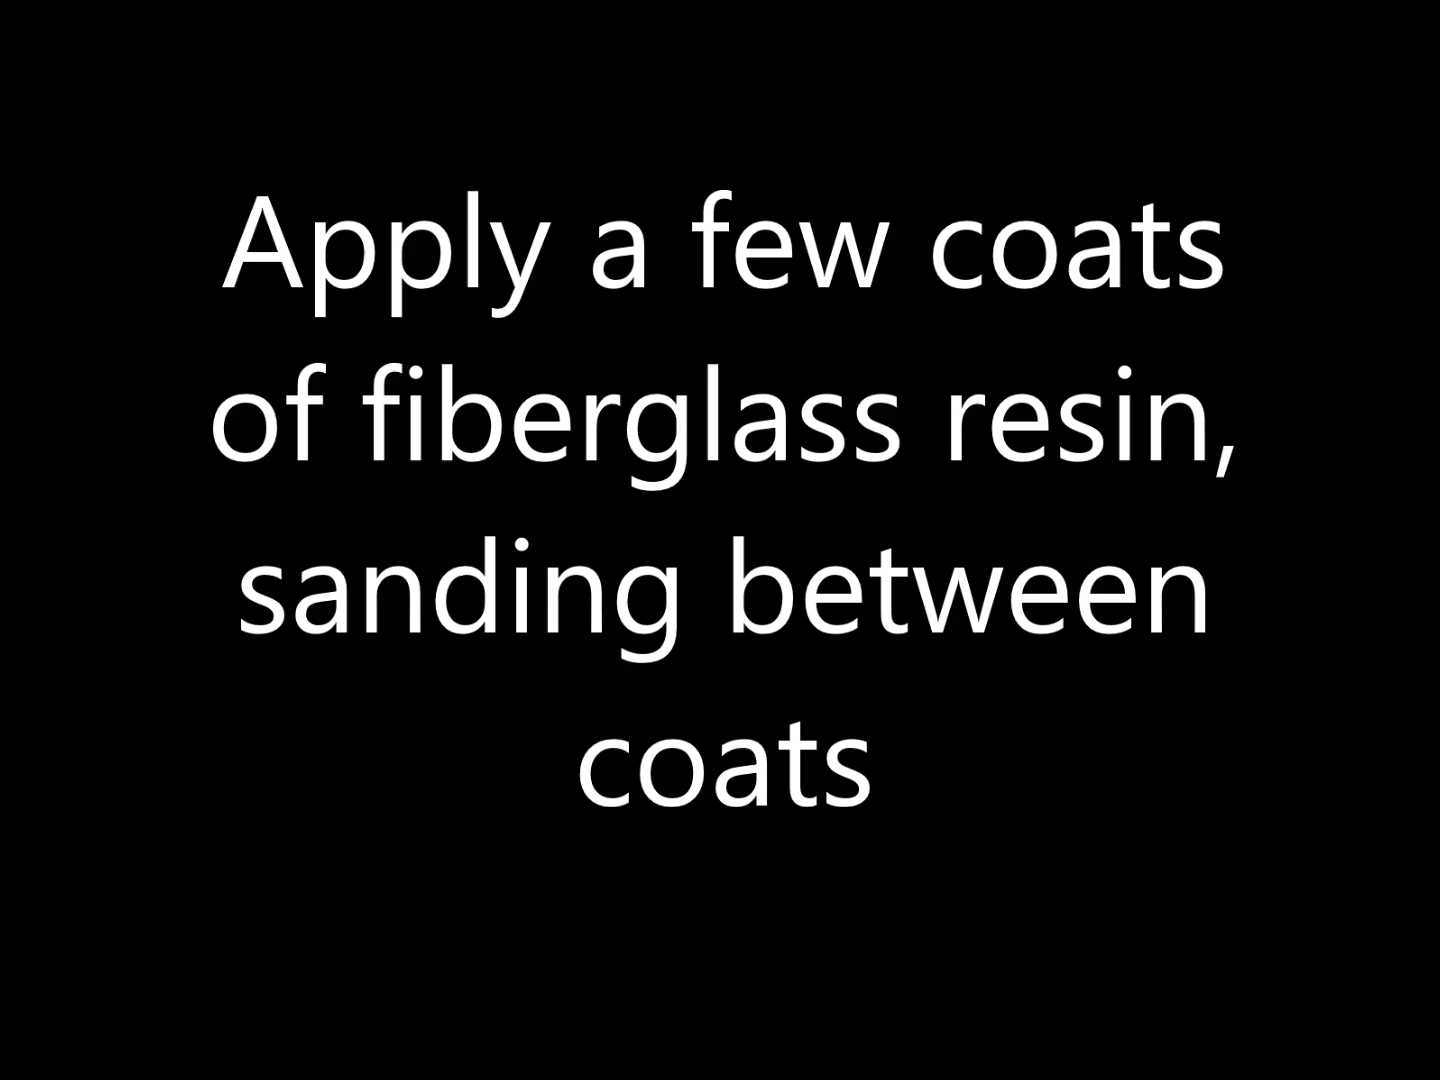 Apply a few coats
of fiberglass resin,
sanding between
coats